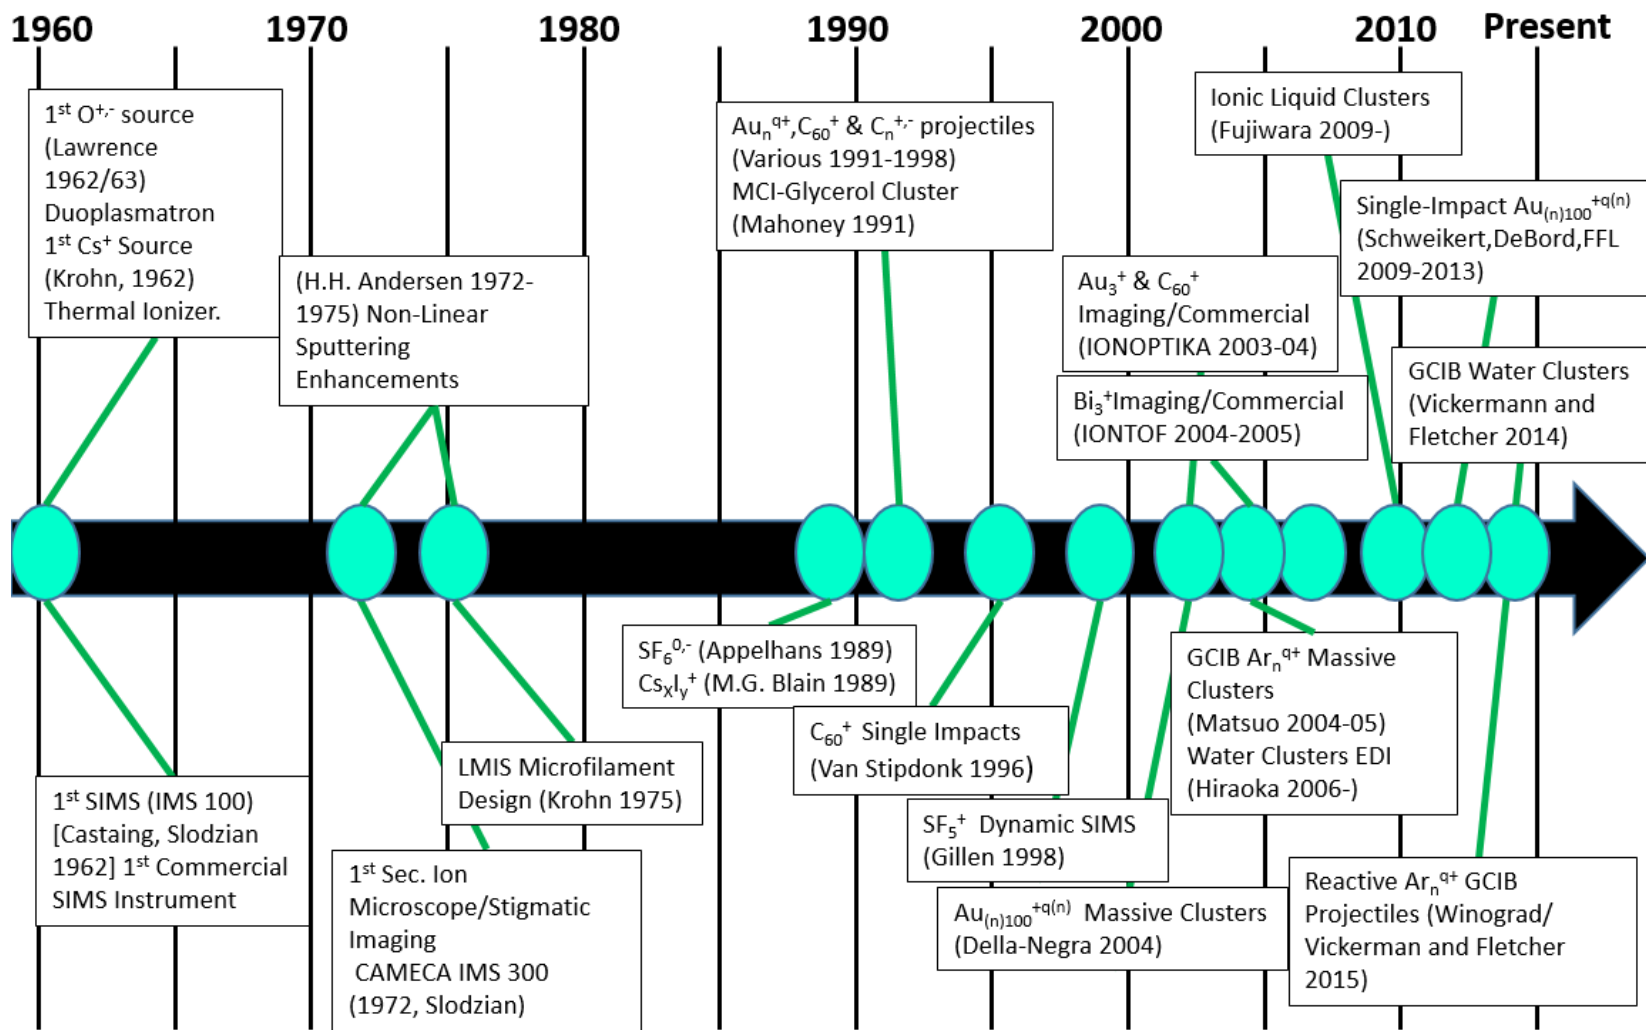 1960 1970 1980 1990 2000 2010 Present
1st O+,- source
(Lawrence
1962/63)
Duoplasmatron
1st Cs+ Source
(Krohn, 1962)
Thermal Ionizer.
(H.H. Andersen 1972-
1975) Non-Linear
Sputtering
Enhancements
Aunq+,C60+ & Cn+,- projectiles
(Various 1991-1998)
MCI-Glycerol Cluster
(Mahoney 1991)
Au3+ & C60+
Imaging/Commercial
(IONOPTIKA 2003-04)
Bi3+Imaging/Commercial
(IONTOF 2004-2005)
Ionic Liquid Clusters
(Fujiwara 2009-)
Single-Impact Au(n)100+q(n)
(Schweikert,DeBord,FFL
2009-2013)
GCIB Water Clusters
(Vickermann and
Fletcher 2014)
1st SIMS (IMS 100)
[Castaing, Slodzian
1962] 1st Commercial
SIMS Instrument
1st Sec. Ion
Microscope/Stigmatic
Imaging
CAMECA IMS 300
(1972, Slodzian)
LMIS Microfilament
Design (Krohn 1975)
SF60,- (Appelhans 1989)
CsXIy+ (M.G. Blain 1989)
C60+ Single Impacts
(Van Stipdonk 1996)
SF5+ Dynamic SIMS
(Gillen 1998)
Au(n)100+q(n) Massive Clusters
(Della-Negra 2004)
GCIB Arnq+ Massive
Clusters
(Matsuo 2004-05)
Water Clusters EDI
(Hiraoka 2006-)
Reactive Arnq+ GCIB
Projectiles (Winograd/
Vickerman and Fletcher
2015)